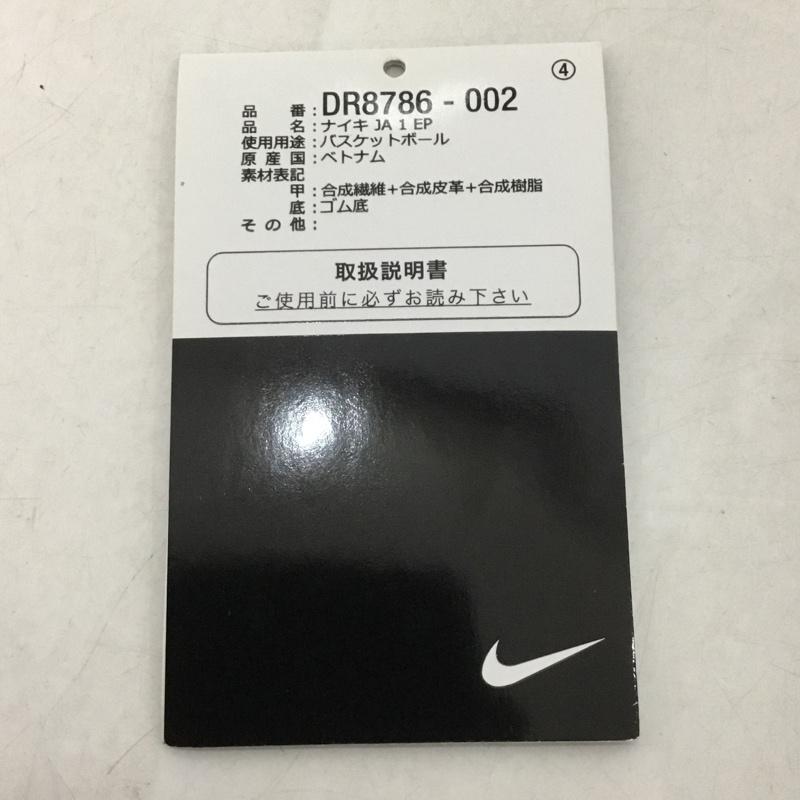 ④
品番：DR8786 - 002
品名：ナイキ JA 1 EP
使用用途：バスケットボール
原産国：ベトナム
素材表記
甲：合成繊維+合成皮革+合成樹脂
底：ゴム底
その他：
取扱説明書
ご使用前に必ずお読み下さい